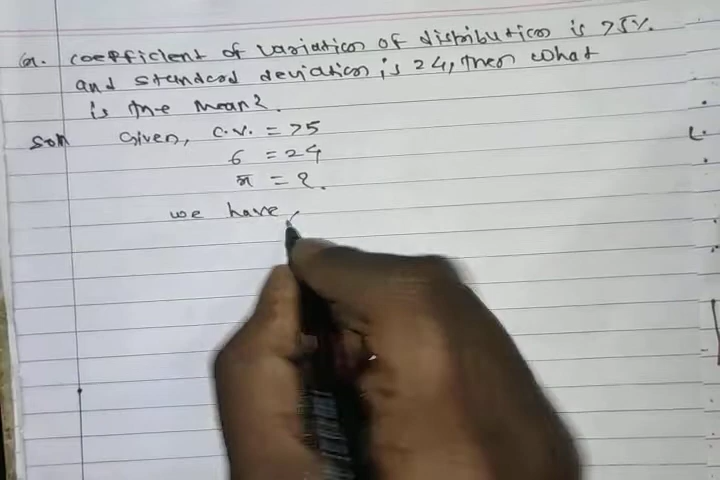 Q. coefficient of variation of distribution is 75%.
and standard deviation is 24, then what
is the mean?
Soln Given, C.V. = 75
σ = 24
x̄ = ?
we have,